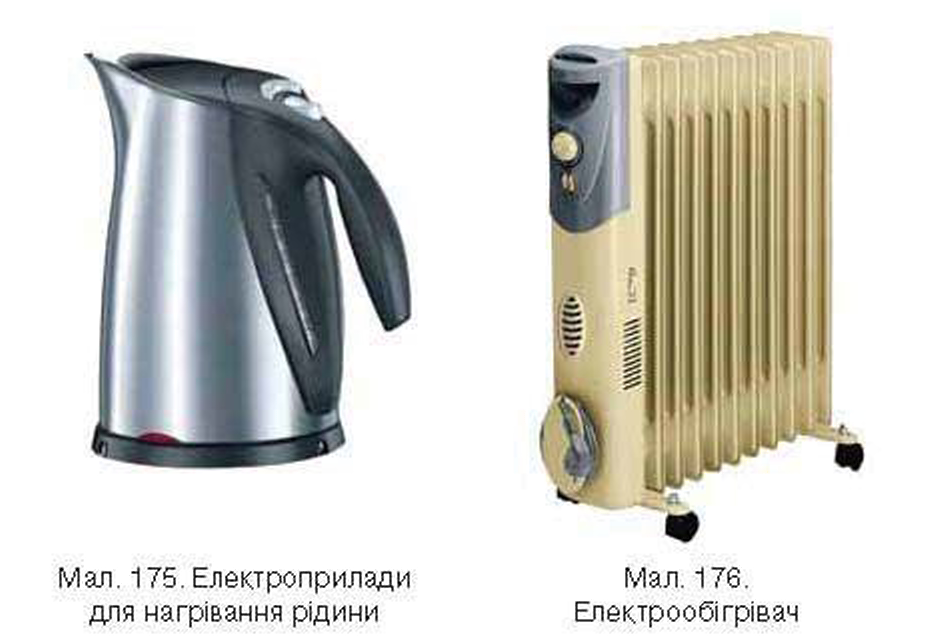 Мал. 175. Електроприлади
для нагрівання рідини
Мал. 176.
Електрообігрівач